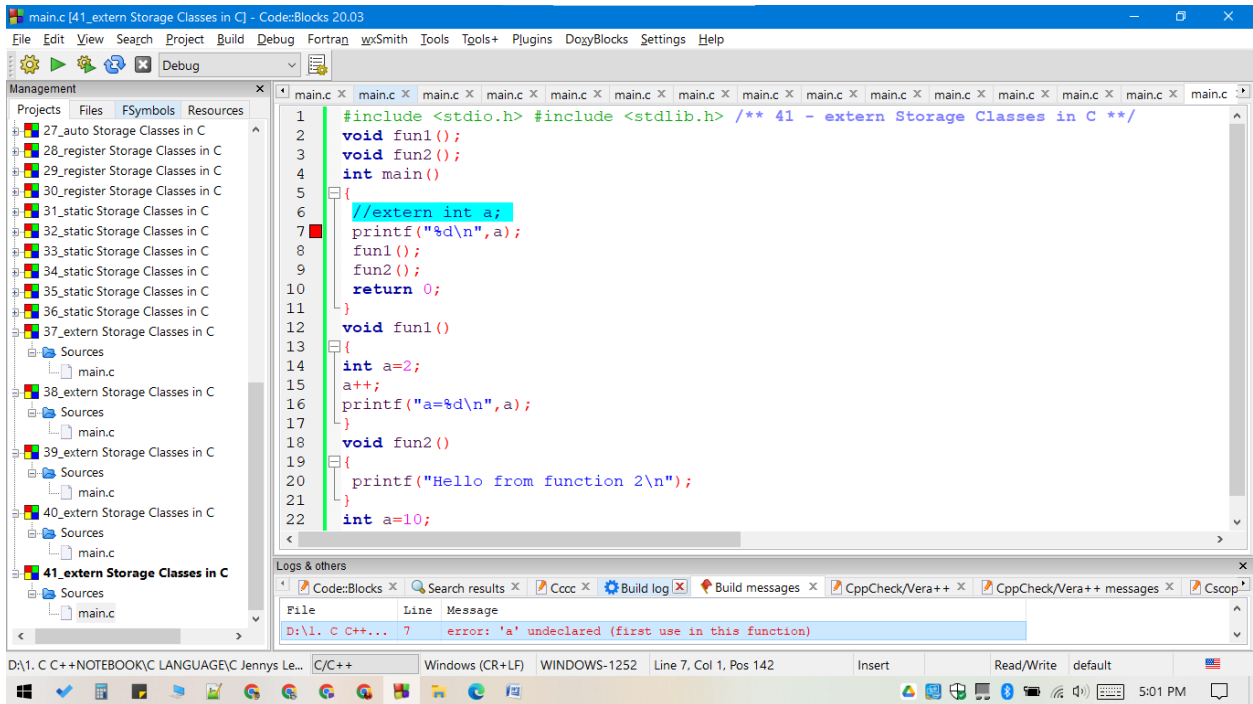 main.c [41_extern Storage Classes in C] - Code::Blocks 20.03
File Edit View Search Project Build Debug Fortran wxSmith Tools Tools+ Plugins DoxyBlocks Settings Help
Debug
Management
Projects Files FSymbols Resources
27_auto Storage Classes in C
28_register Storage Classes in C
29_register Storage Classes in C
30_register Storage Classes in C
31_static Storage Classes in C
32_static Storage Classes in C
33_static Storage Classes in C
34_static Storage Classes in C
35_static Storage Classes in C
36_static Storage Classes in C
37_extern Storage Classes in C
Sources
main.c
38_extern Storage Classes in C
Sources
main.c
39_extern Storage Classes in C
Sources
main.c
40_extern Storage Classes in C
Sources
main.c
41_extern Storage Classes in C
Sources
main.c
main.c main.c main.c main.c main.c main.c main.c main.c main.c main.c main.c main.c main.c main.c main.c
1 #include <stdio.h> #include <stdlib.h> /** 41 - extern Storage Classes in C **/
2 void fun1();
3 void fun2();
4 int main()
5 {
6 //extern int a;
7 printf("%d\n",a);
8 fun1();
9 fun2();
10 return 0;
11 }
12 void fun1()
13 {
14 int a=2;
15 a++;
16 printf("a=%d\n",a);
17 }
18 void fun2()
19 {
20 printf("Hello from function 2\n");
21 }
22 int a=10;
Logs & others
Code::Blocks Search results Cccc Build log Build messages CppCheck/Vera++ CppCheck/Vera++ messages Cscop
File Line Message
D:\1. C C++... 7 error: 'a' undeclared (first use in this function)
D:\1. C C++NOTEBOOK\C LANGUAGE\C Jennys Le... C/C++ Windows (CR+LF) WINDOWS-1252 Line 7, Col 1, Pos 142 Insert Read/Write default
5:01 PM